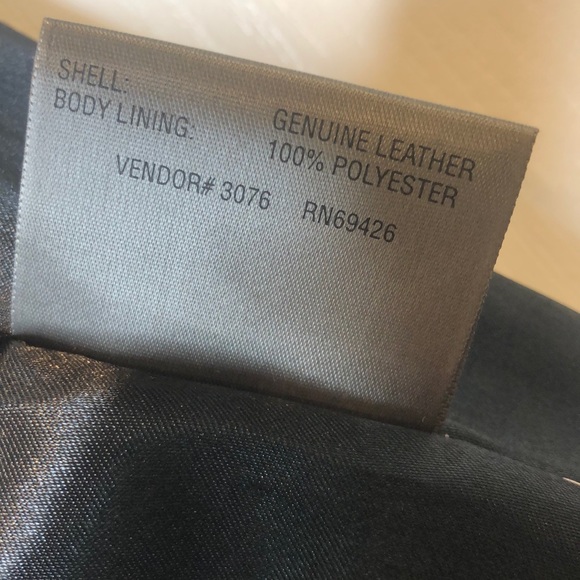 SHELL: GENUINE LEATHER
BODY LINING: 100% POLYESTER
VENDOR# 3076 RN69426